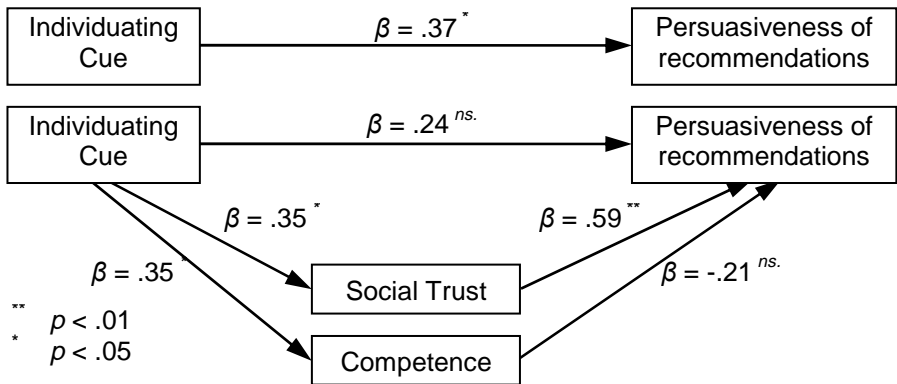 Individuating
Cue
β = .37 *
Persuasiveness of
recommendations
Individuating
Cue
β = .24 ns.
Persuasiveness of
recommendations
β = .35 *
β = .59 **
β = .35 *
β = -.21 ns.
Social Trust
Competence
** p < .01
* p < .05